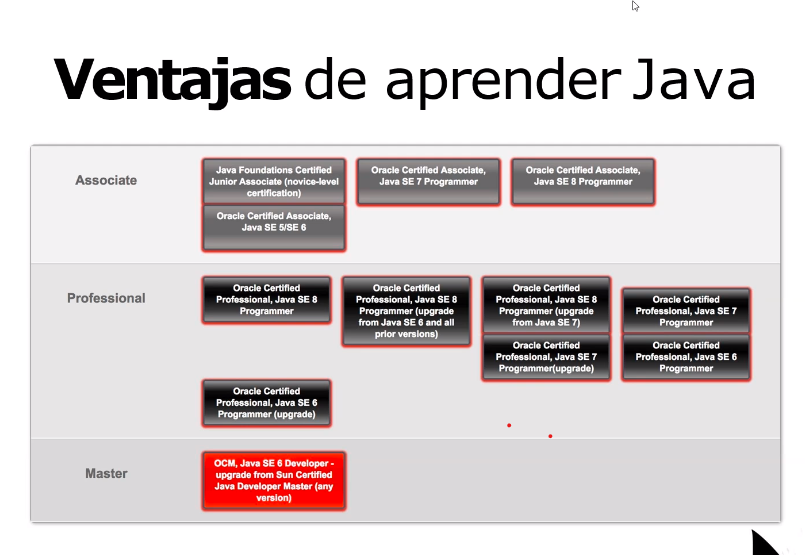 Ventajas de aprender Java
Associate
Java Foundations Certified
Junior Associate (novice-level
certification)
Oracle Certified Associate,
Java SE 7 Programmer
Oracle Certified Associate,
Java SE 8 Programmer
Oracle Certified Associate,
Java SE 5/SE 6
Professional
Oracle Certified
Professional, Java SE 8
Programmer
Oracle Certified
Professional, Java SE 8
Programmer (upgrade
from Java SE 6 and all
prior versions)
Oracle Certified
Professional, Java SE 8
Programmer (upgrade
from Java SE 7)
Oracle Certified
Professional, Java SE 7
Programmer
Oracle Certified
Professional, Java SE 7
Programmer(upgrade)
Oracle Certified
Professional, Java SE 6
Programmer
Oracle Certified
Professional, Java SE 6
Programmer (upgrade)
Master
OCM, Java SE 6 Developer -
upgrade from Sun Certified
Java Developer Master (any
version)